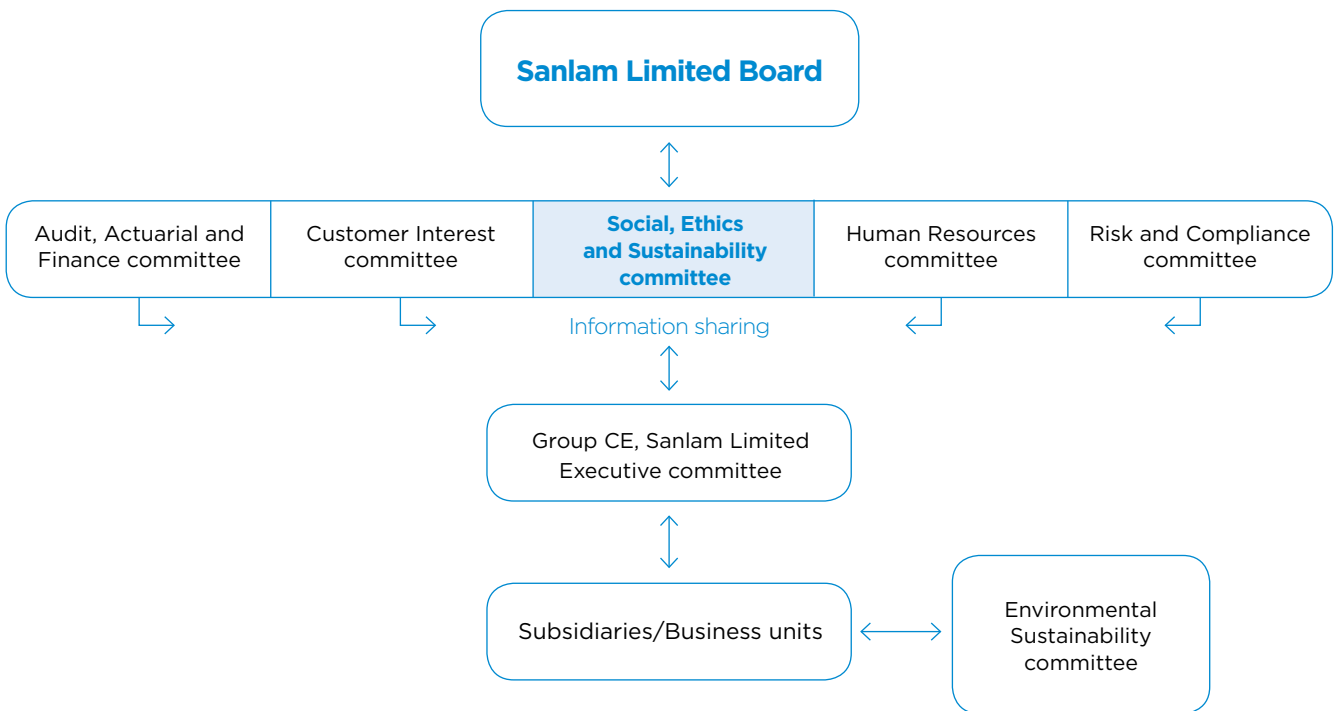 Sanlam Limited Board
Audit, Actuarial and
Finance committee
Customer Interest
committee
Social, Ethics
and Sustainability
committee
Human Resources
committee
Risk and Compliance
committee
Information sharing
Group CE, Sanlam Limited
Executive committee
Subsidiaries/Business units
Environmental
Sustainability
committee